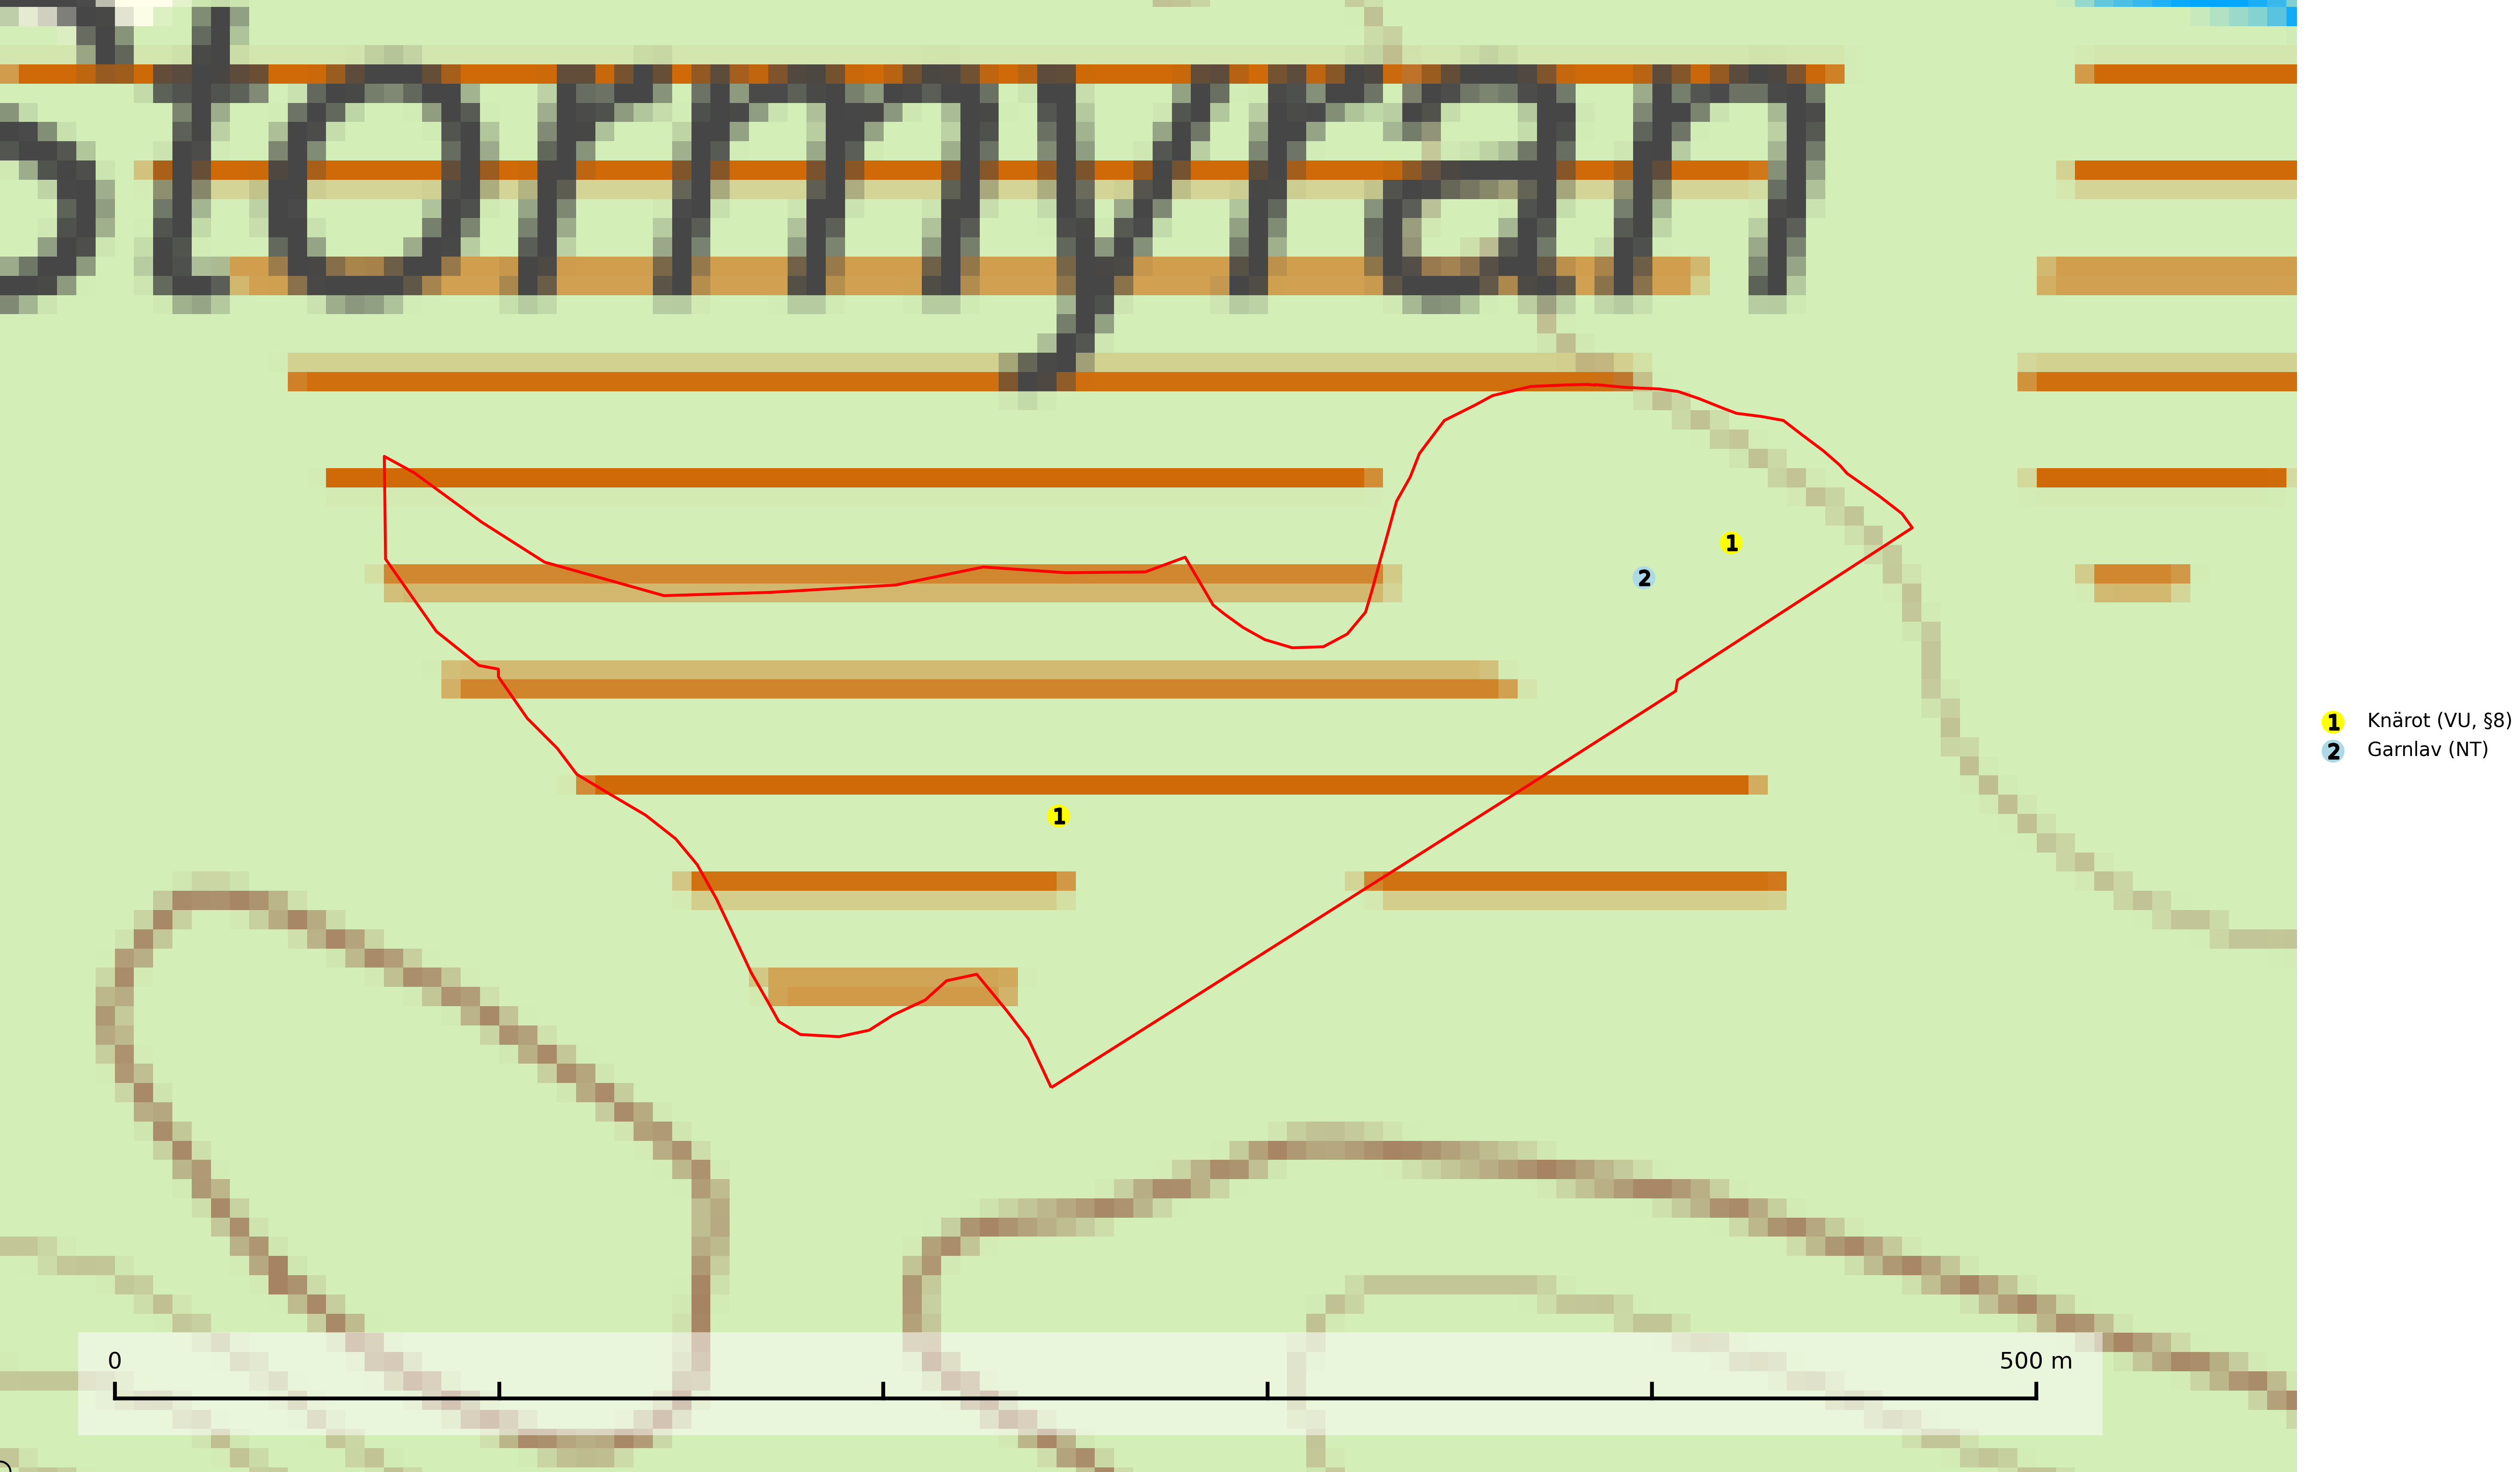 Stormyran
1
2
1
1 Knärot (VU, §8)
2 Garnlav (NT)
0 500 m